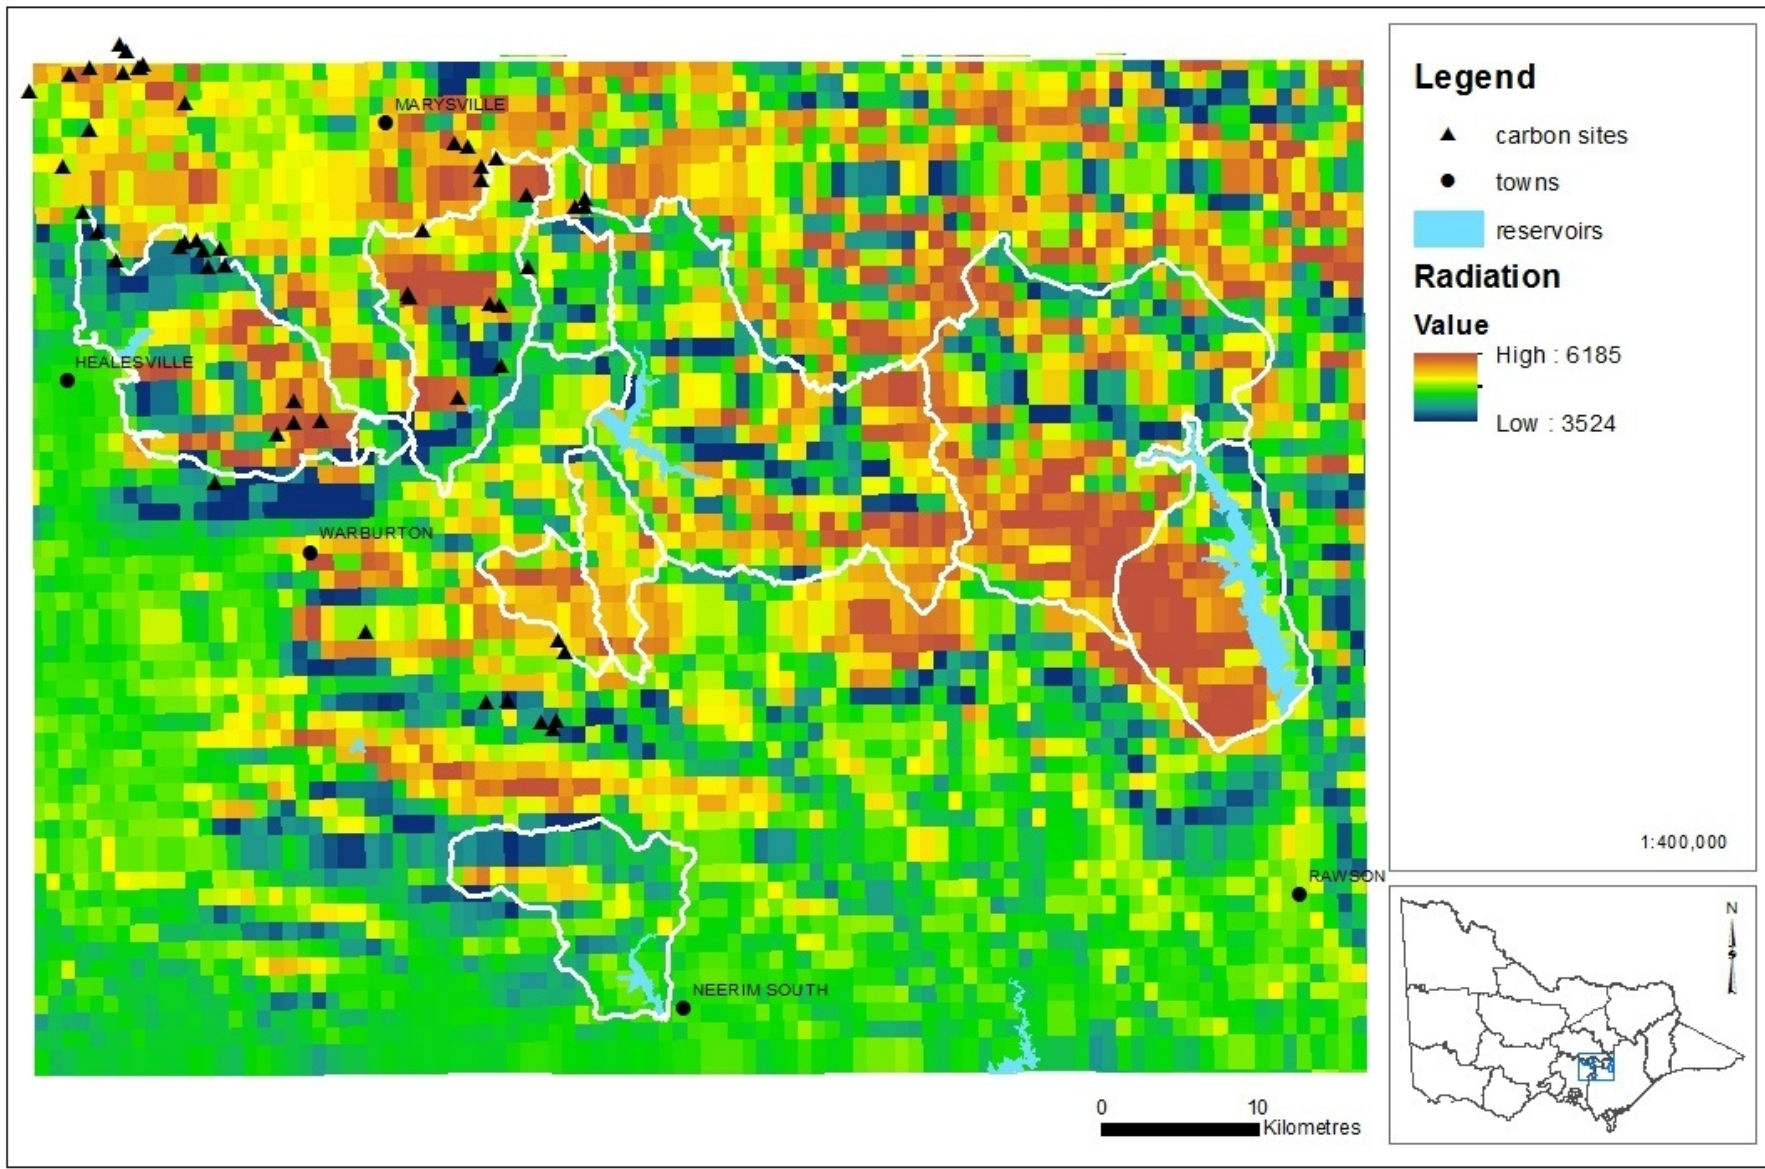 MARYSVILLE
HEALESVILLE
WARBURTON
RAWSON
NEERIM SOUTH
0 10
Kilometres
Legend
carbon sites
towns
reservoirs
Radiation
Value
High : 6185
Low : 3524
1:400,000
N